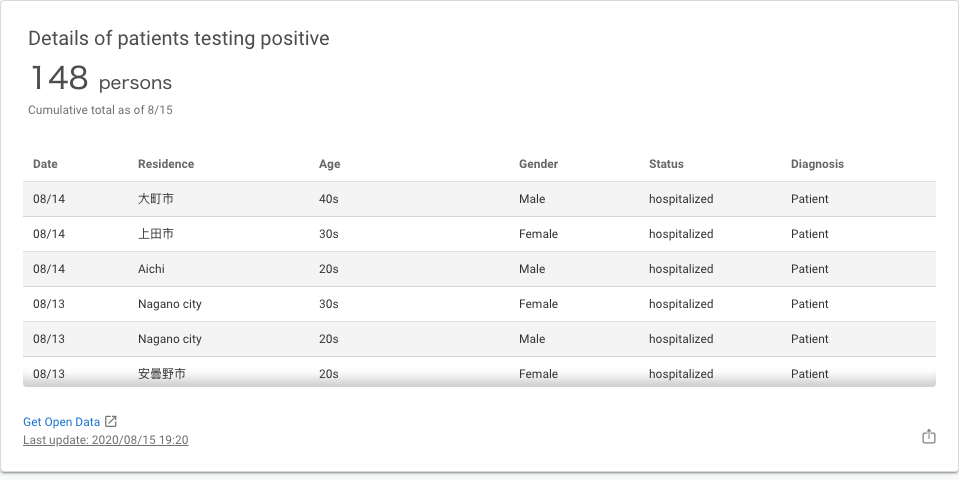 Details of patients testing positive
148 persons
Cumulative total as of 8/15
Date Residence Age Gender Status Diagnosis
08/14 大町市 40s Male hospitalized Patient
08/14 上田市 30s Female hospitalized Patient
08/14 Aichi 20s Male hospitalized Patient
08/13 Nagano city 30s Female hospitalized Patient
08/13 Nagano city 20s Male hospitalized Patient
08/13 安曇野市 20s Female hospitalized Patient
Get Open Data
Last update: 2020/08/15 19:20